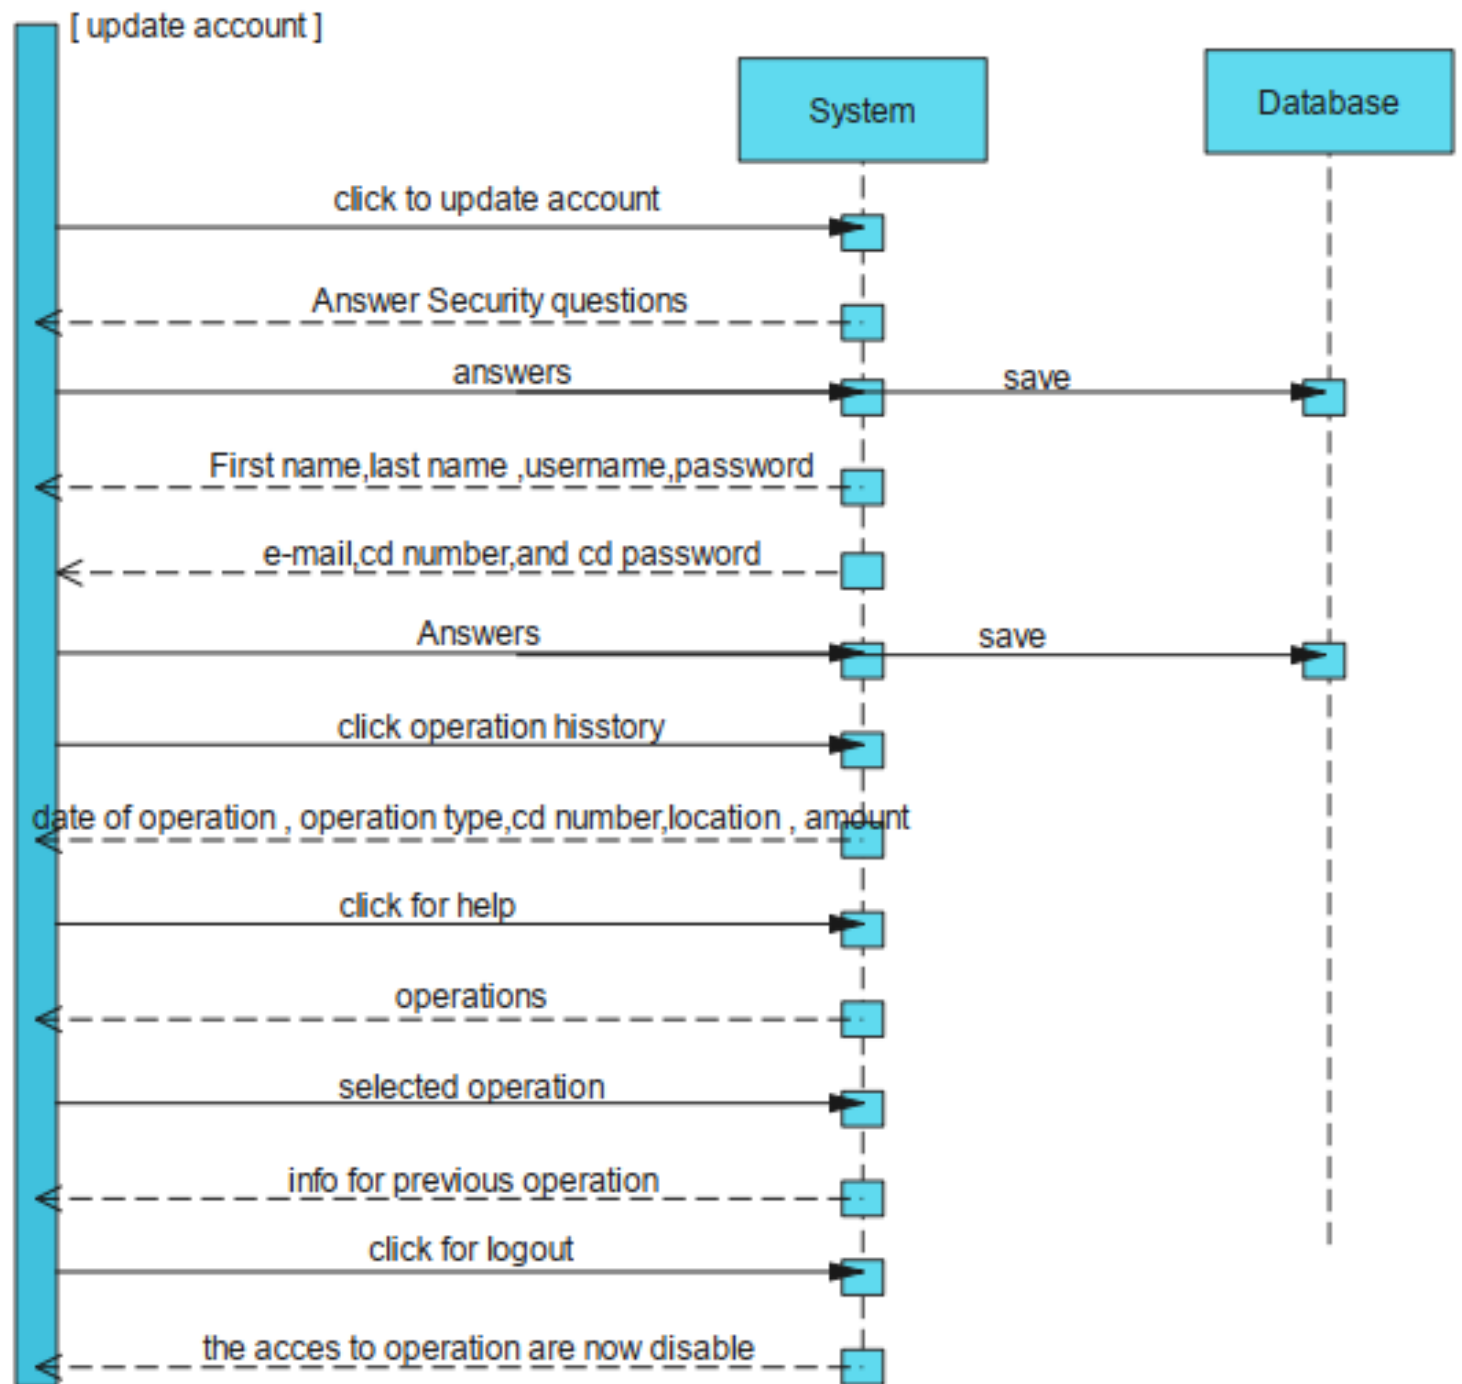 [ update account ]
System
Database
click to update account
Answer Security questions
answers
save
First name,last name ,username,password
e-mail,cd number,and cd password
Answers
save
click operation hisstory
date of operation , operation type,cd number,location , amount
click for help
operations
selected operation
info for previous operation
click for logout
the acces to operation are now disable